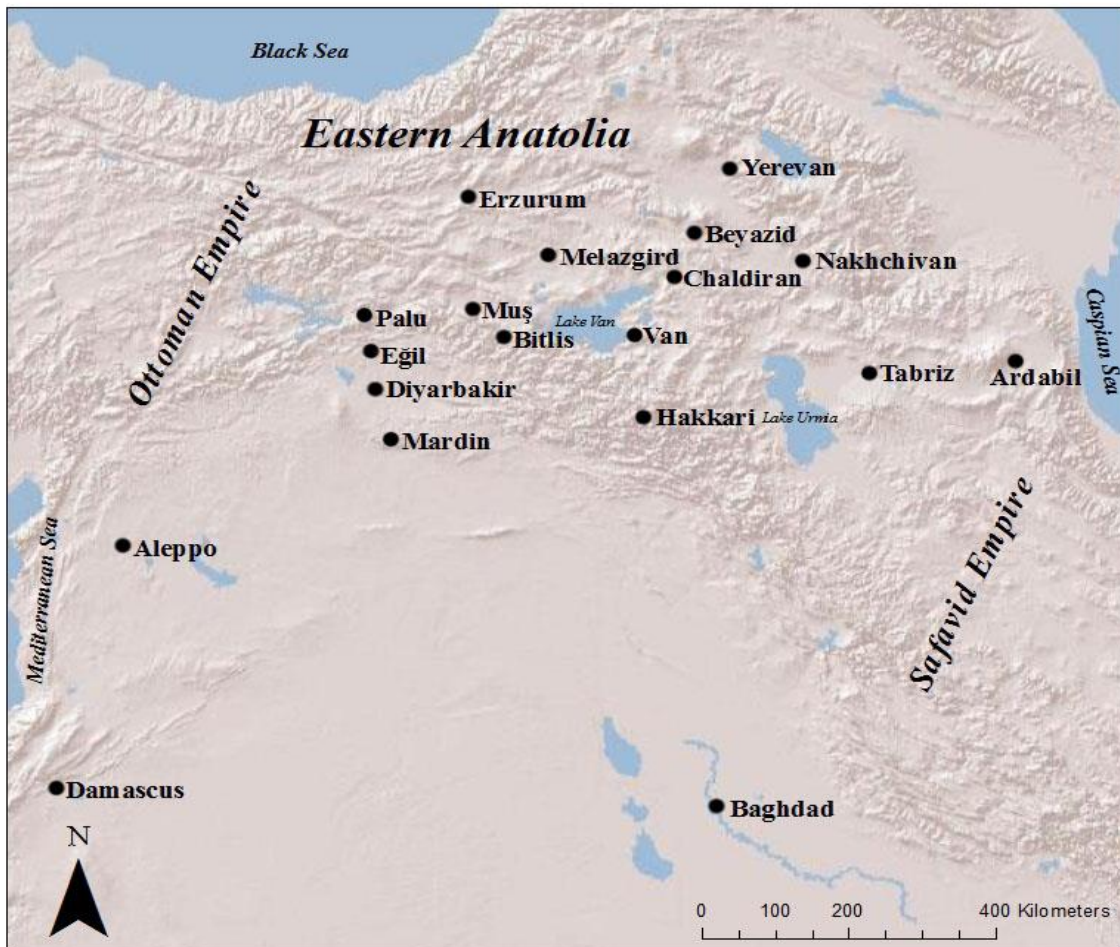 Black Sea
Eastern Anatolia
Yerevan
Erzurum
Ottoman Empire
Beyazid
Melazgird
Nakhchivan
Chaldiran
Palu
Muş
Lake Van
Bitlis
Van
Caspian Sea
Eğil
Tabriz
Ardabil
Diyarbakir
Hakkari
Lake Urmia
Mardin
Aleppo
Mediterranean Sea
Safavid Empire
Damascus
Baghdad
N
0 100 200 400 Kilometers